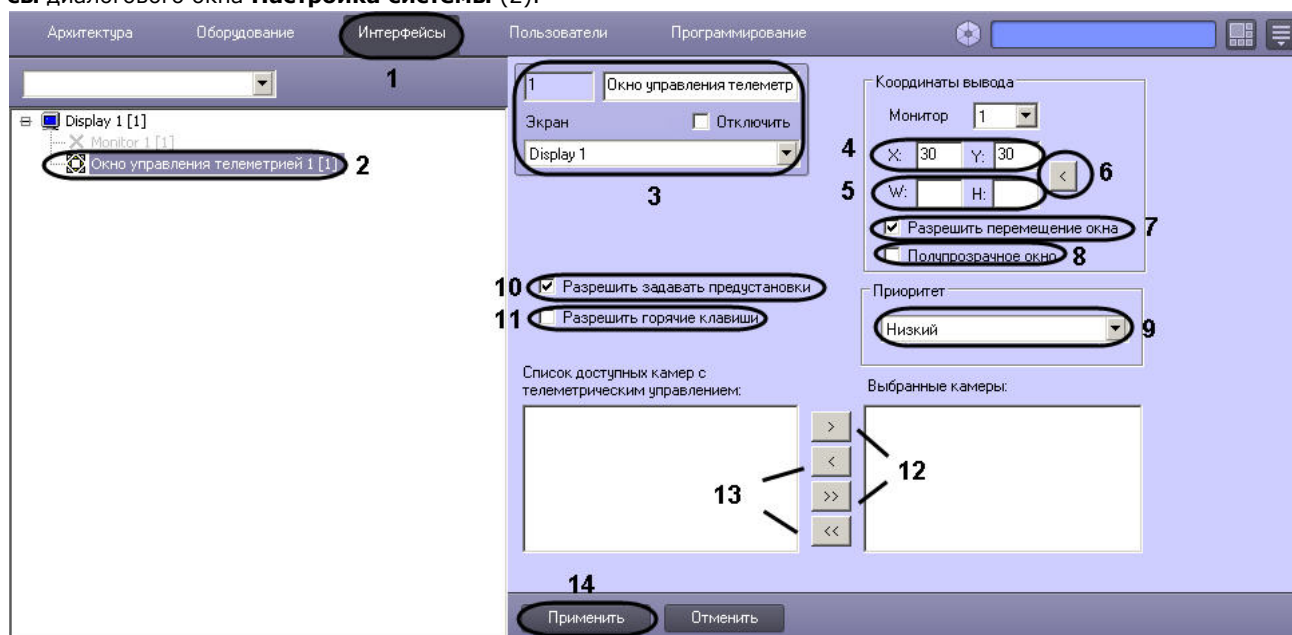 сы диалогового окна Настройка системы (2).
Архитектура Оборудование Интерфейсы Пользователи Программирование
1
Display 1 [1]
Monitor 1 [1]
Окно управления телеметрией 1 [1] 2
1 Окно управления телеметр
Экран Отключить
Display 1
3
Координаты вывода
Монитор 1
4 X: 30 Y: 30
< 6
5 W: H:
Разрешить перемещение окна 7
Полупрозрачное окно 8
10 Разрешить задавать предустановки
11 Разрешить горячие клавиши
Приоритет
Низкий 9
Список доступных камер с
телеметрическим управлением:
Выбранные камеры:
>
<
>>
<<
12
13
14
Применить Отменить